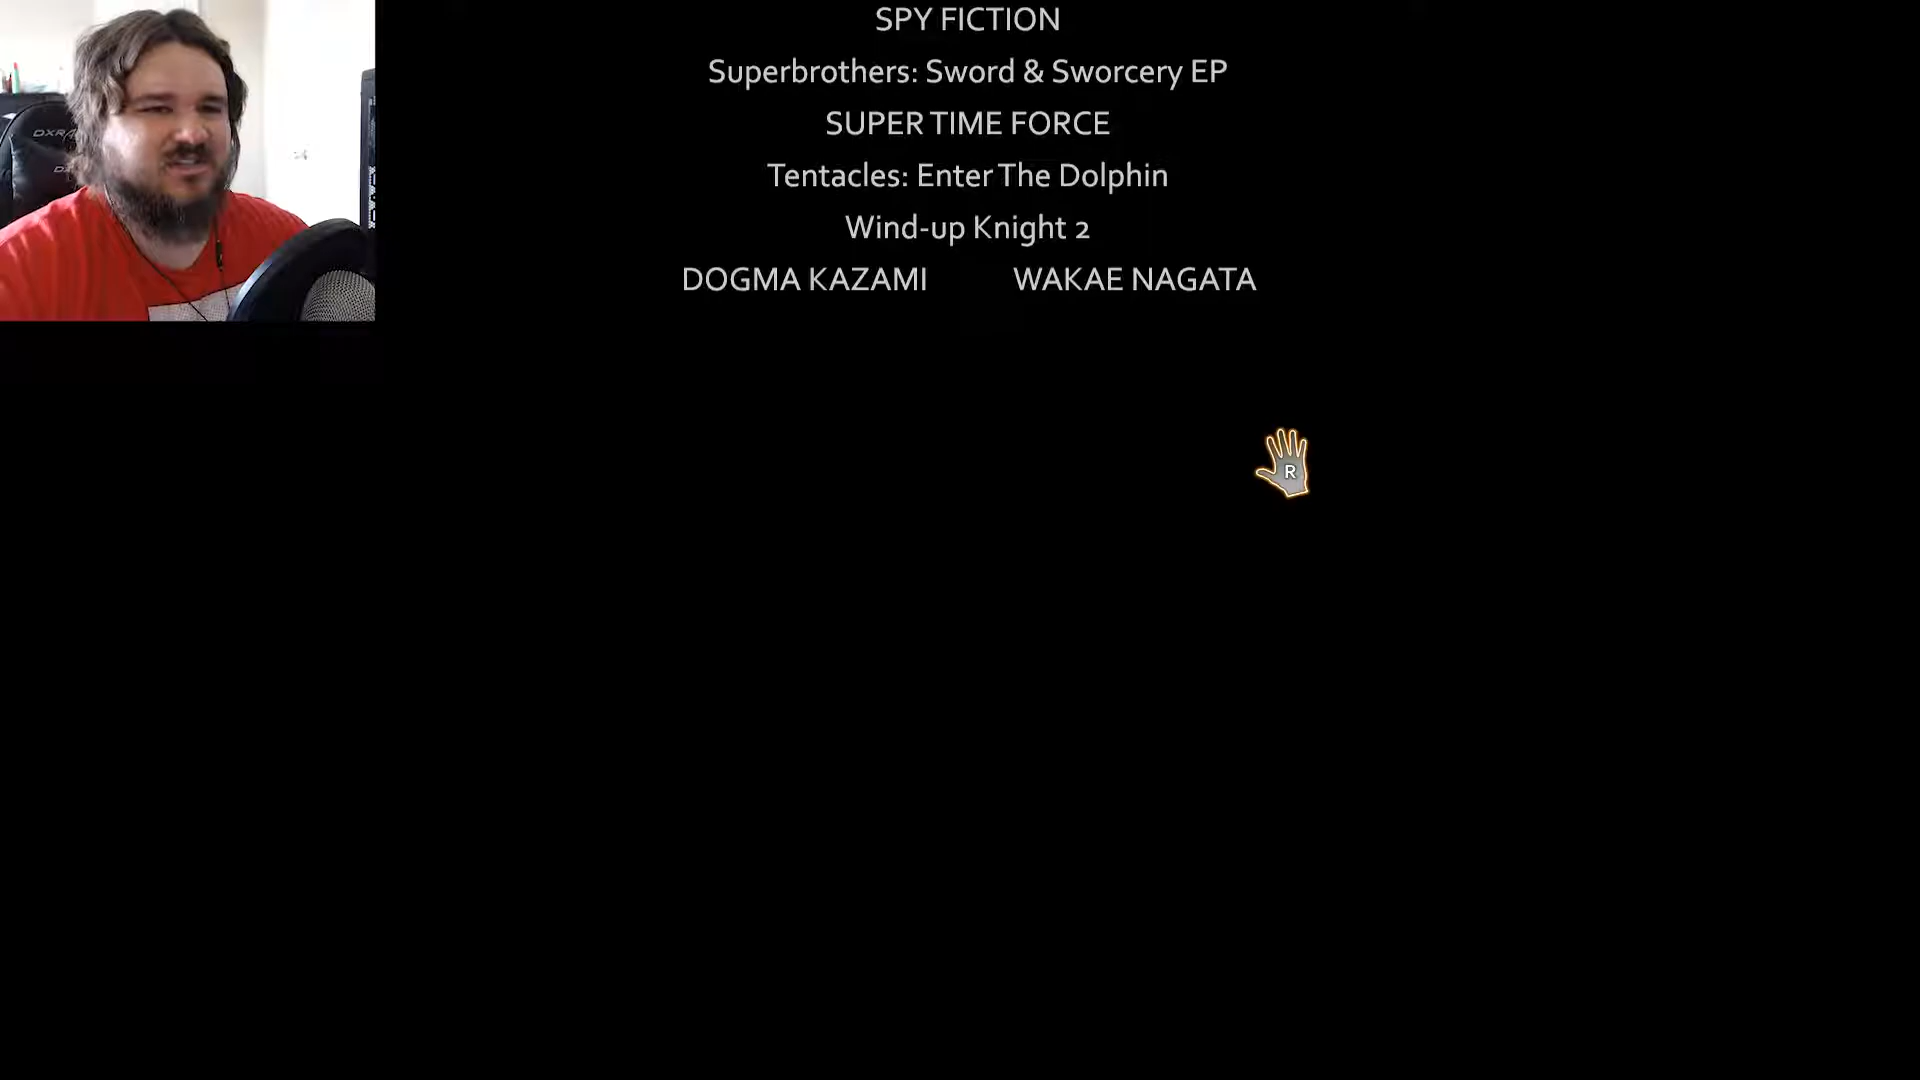 SPY FICTION
Superbrothers: Sword & Sworcery EP
SUPER TIME FORCE
Tentacles: Enter The Dolphin
Wind-up Knight 2
DOGMA KAZAMI WAKAE NAGATA
R